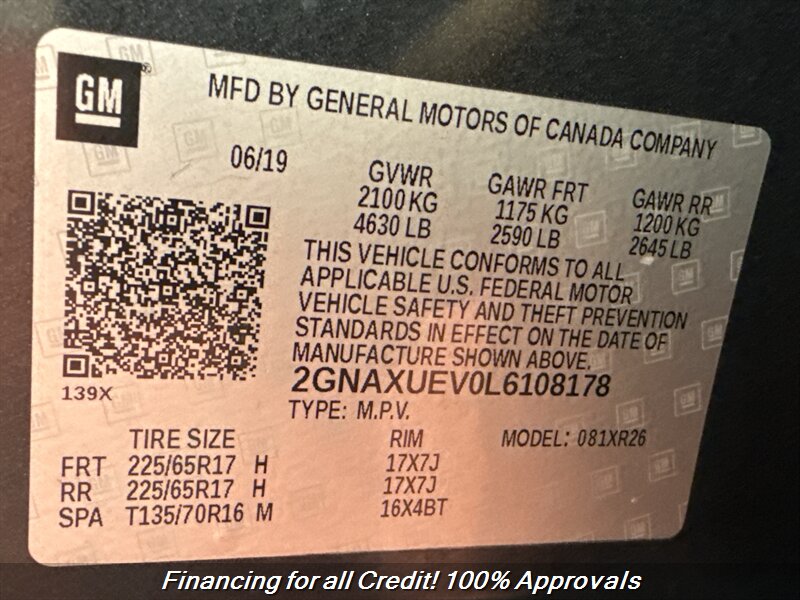 GM
MFD BY GENERAL MOTORS OF CANADA COMPANY
06/19
GVWR
2100 KG
4630 LB
GAWR FRT
1175 KG
2590 LB
GAWR RR
1200 KG
2645 LB
THIS VEHICLE CONFORMS TO ALL
APPLICABLE U.S. FEDERAL MOTOR
VEHICLE SAFETY AND THEFT PREVENTION
STANDARDS IN EFFECT ON THE DATE OF
MANUFACTURE SHOWN ABOVE.
2GNAXUEV0L6108178
139X
TYPE: M.P.V.
TIRE SIZE RIM MODEL: 081XR26
FRT 225/65R17 H 17X7J
RR 225/65R17 H 17X7J
SPA T135/70R16 M 16X4BT
Financing for all Credit! 100% Approvals